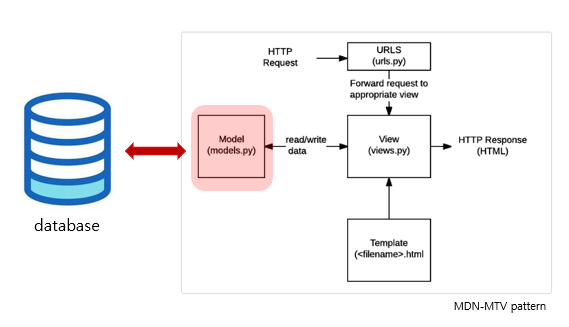 HTTP
Request
URLS
(urls.py)
Forward request to
appropriate view
Model
(models.py)
read/write
data
View
(views.py)
HTTP Response
(HTML)
database
Template
(<filename>.html
MDN-MTV pattern